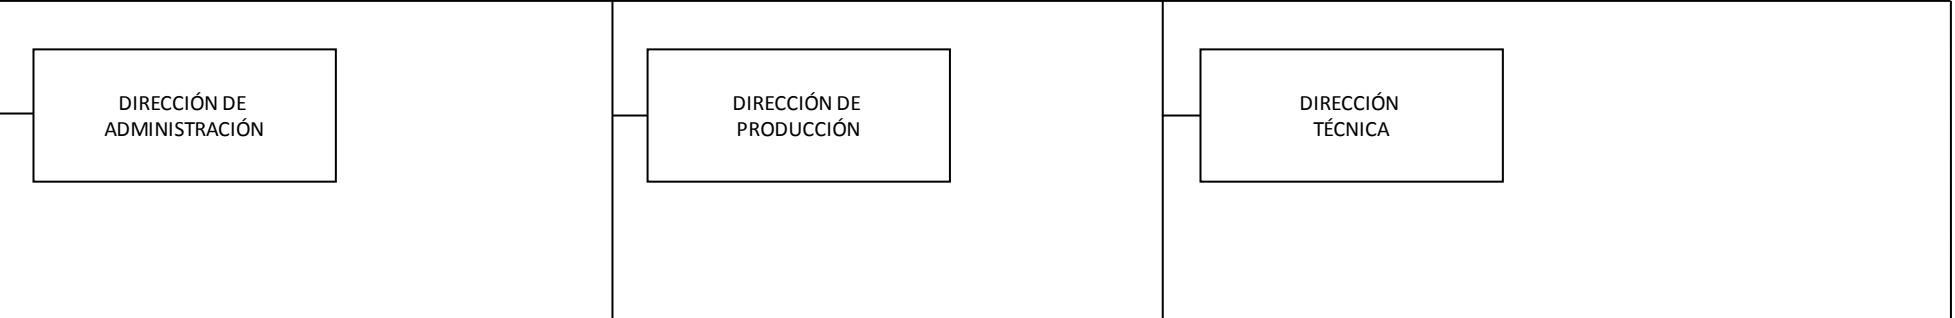 DIRECCIÓN DE
ADMINISTRACIÓN
DIRECCIÓN DE
PRODUCCIÓN
DIRECCIÓN
TÉCNICA